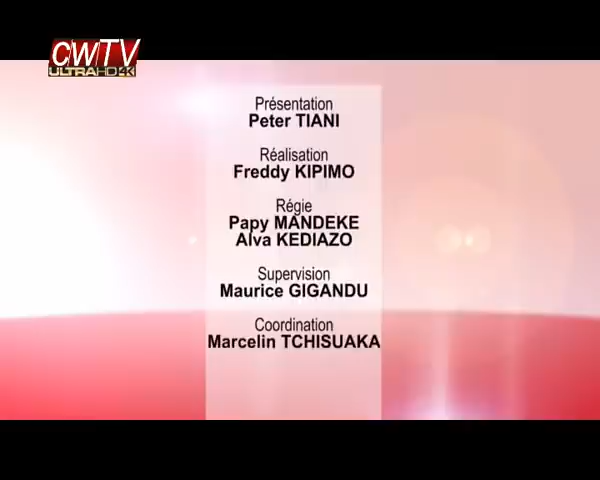 CWTV
ULTRAHD4K
Présentation
Peter TIANI
Réalisation
Freddy KIPIMO
Régie
Papy MANDEKE
Alva KEDIAZO
Supervision
Maurice GIGANDU
Coordination
Marcelin TCHISUAKA